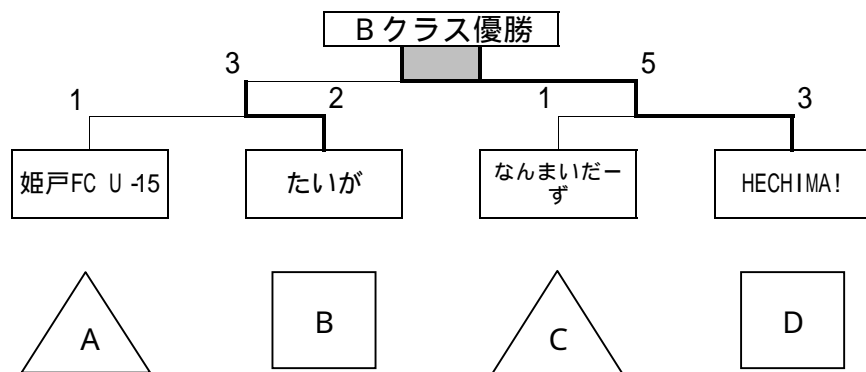 Bクラス優勝
3 5
1 2 1 3
姫戸FC U-15 たいが なんまいだー
ず HECHIMA!
A B C D